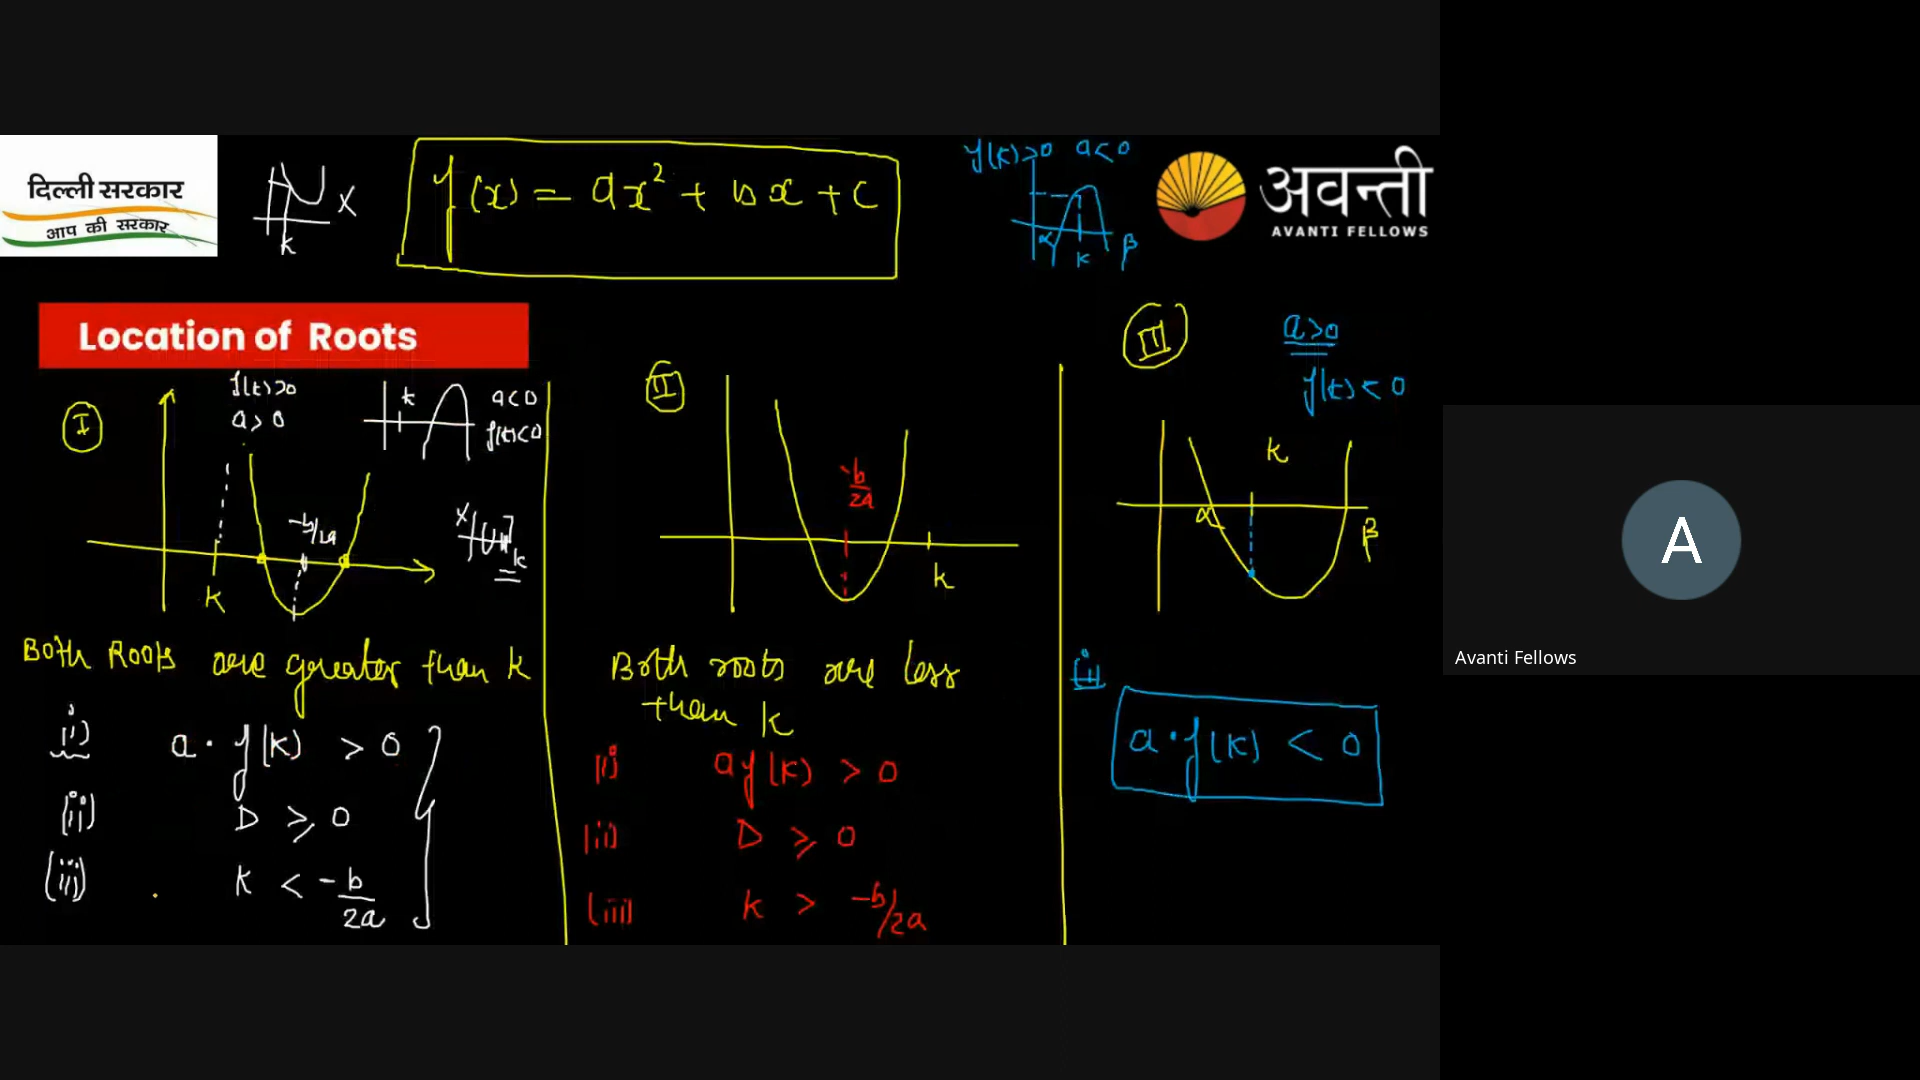 दिल्ली सरकार
आप की सरकार
k
X
f(x) = ax² + bx + c
f(k)>0 a<0
α
k
β
अवन्ती
AVANTI FELLOWS
Location of Roots
I
f(k)>0
a>0
k
a<0
f(k)<0
-b/2a
K
X
k
Both Roots are greater than k
i) a·f(k) > 0
(ii) D ≥ 0
(iii) K < -b/2a
II
-b/2a
k
Both roots are less
than k
(i) af(k) > 0
(ii) D ≥ 0
(iii) k > -b/2a
III
a>0
f(k)<0
k
α
β
a·f(k) < 0
A
Avanti Fellows